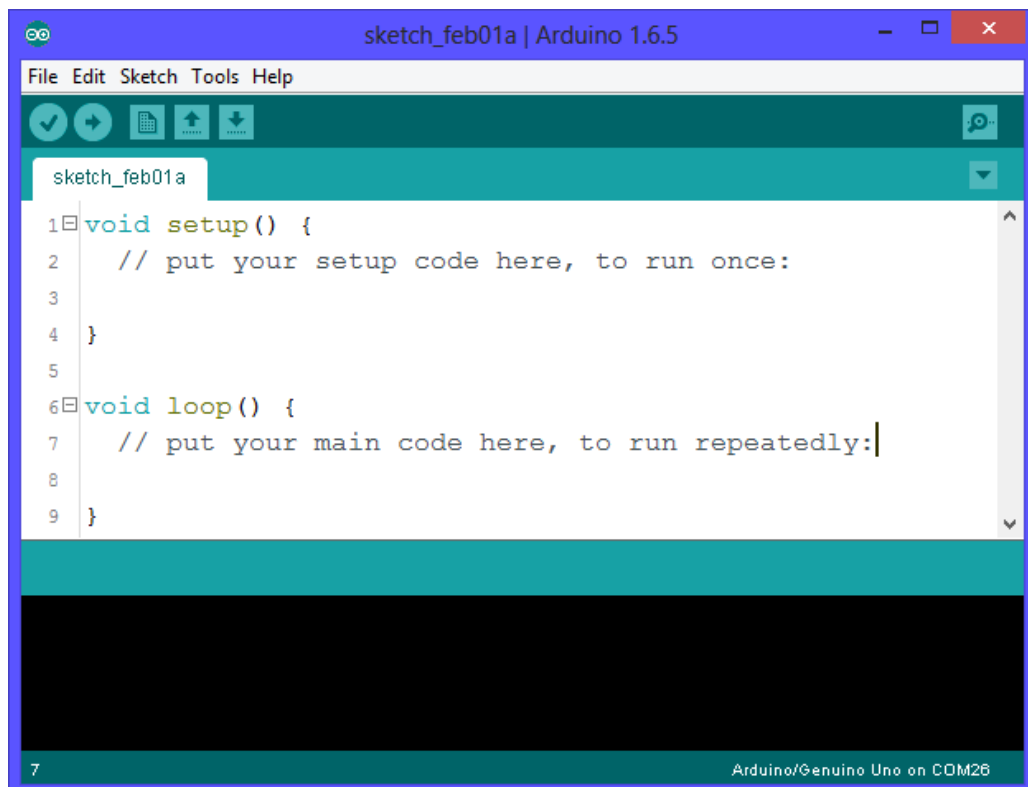 sketch_feb01a | Arduino 1.6.5
File Edit Sketch Tools Help
sketch_feb01a
1 void setup() {
2 // put your setup code here, to run once:
3
4 }
5
6 void loop() {
7 // put your main code here, to run repeatedly:
8
9 }
7 Arduino/Genuino Uno on COM26